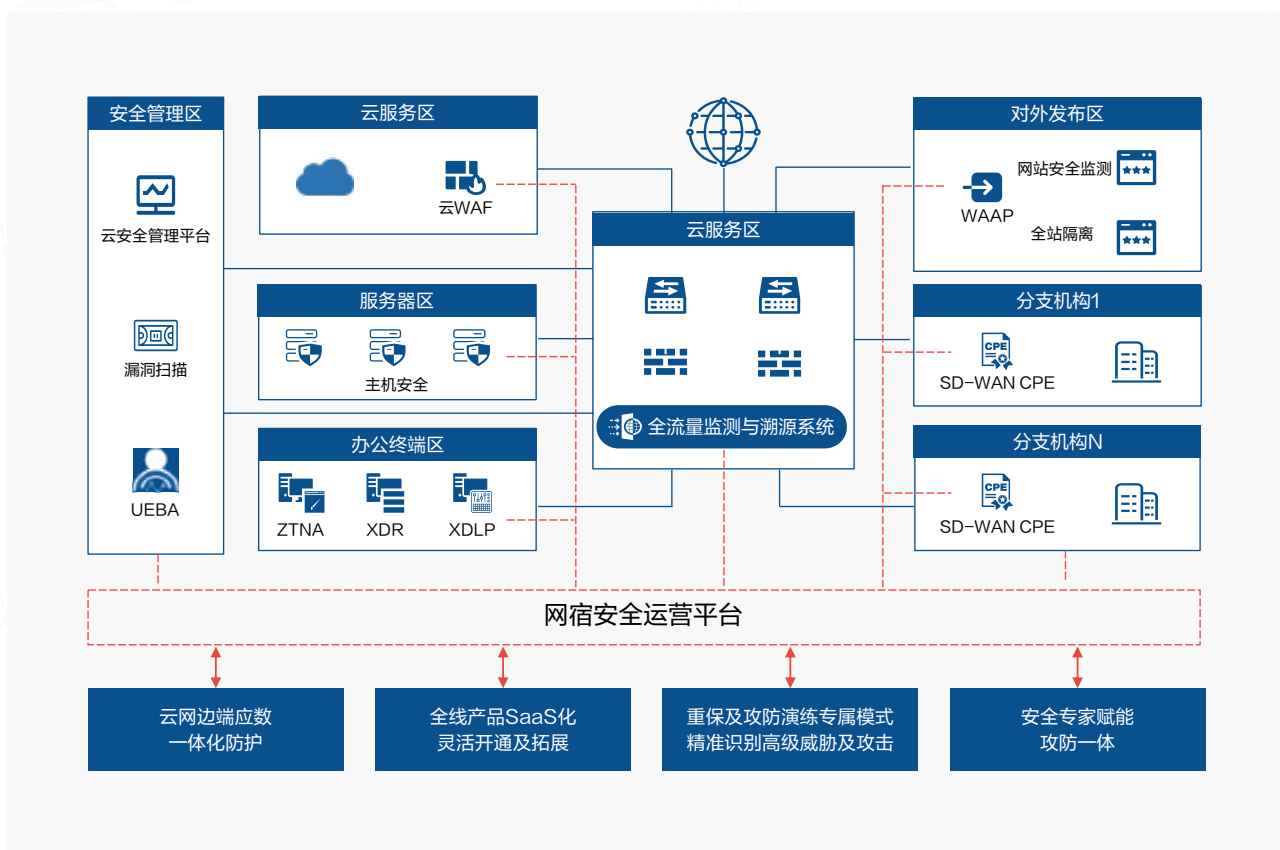 安全管理区
云安全管理平台
漏洞扫描
UEBA
云服务区
云WAF
服务器区
主机安全
办公终端区
ZTNA
XDR
XDLP
云服务区
全流量监测与溯源系统
对外发布区
WAAP
网站安全监测
全站隔离
分支机构1
CPE
SD-WAN CPE
分支机构N
CPE
SD-WAN CPE
网宿安全运营平台
云网边端应数
一体化防护
全线产品SaaS化
灵活开通及拓展
重保及攻防演练专属模式
精准识别高级威胁及攻击
安全专家赋能
攻防一体